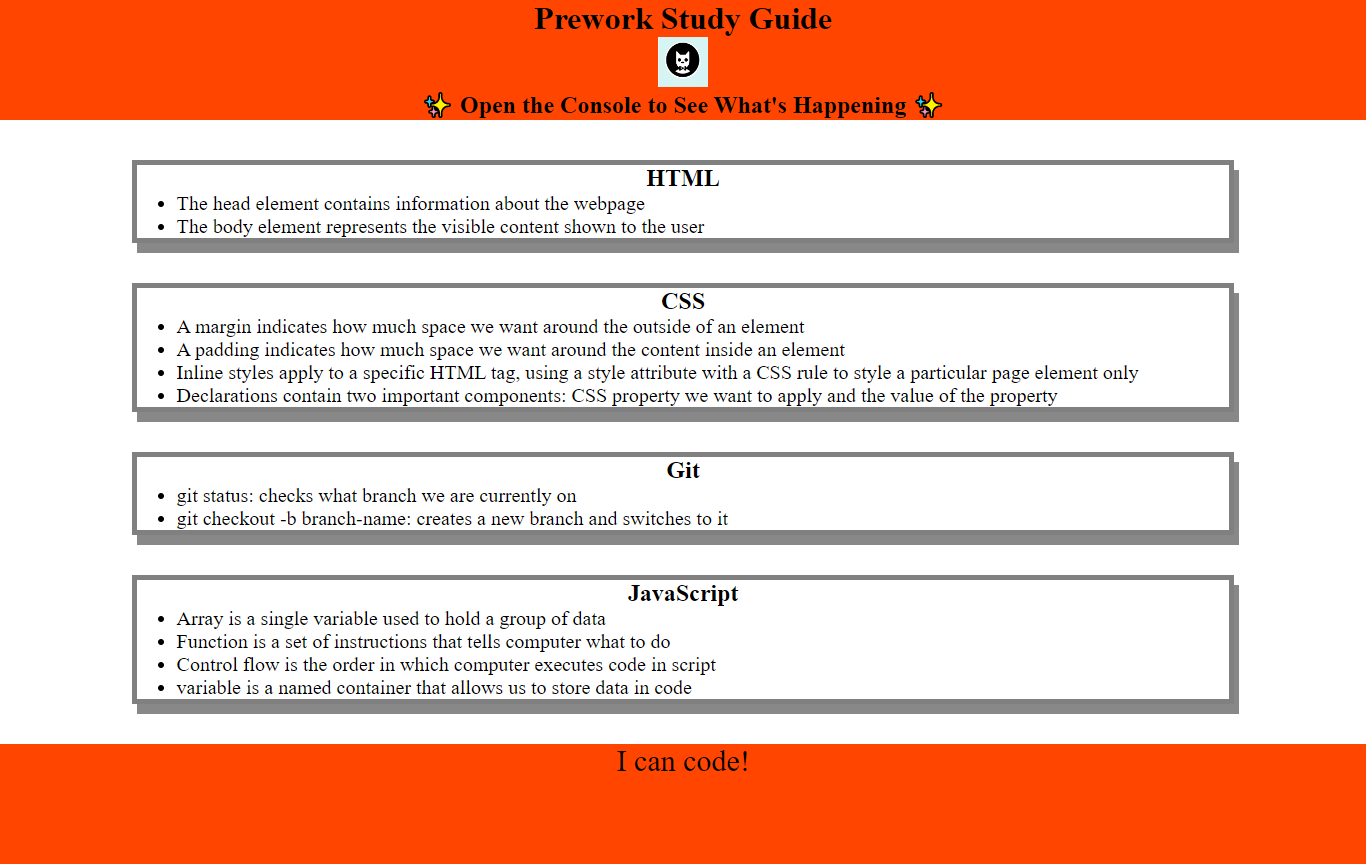 Prework Study Guide
✨ Open the Console to See What's Happening ✨
HTML
• The head element contains information about the webpage
• The body element represents the visible content shown to the user
CSS
• A margin indicates how much space we want around the outside of an element
• A padding indicates how much space we want around the content inside an element
• Inline styles apply to a specific HTML tag, using a style attribute with a CSS rule to style a particular page element only
• Declarations contain two important components: CSS property we want to apply and the value of the property
Git
• git status: checks what branch we are currently on
• git checkout -b branch-name: creates a new branch and switches to it
JavaScript
• Array is a single variable used to hold a group of data
• Function is a set of instructions that tells computer what to do
• Control flow is the order in which computer executes code in script
• variable is a named container that allows us to store data in code
I can code!